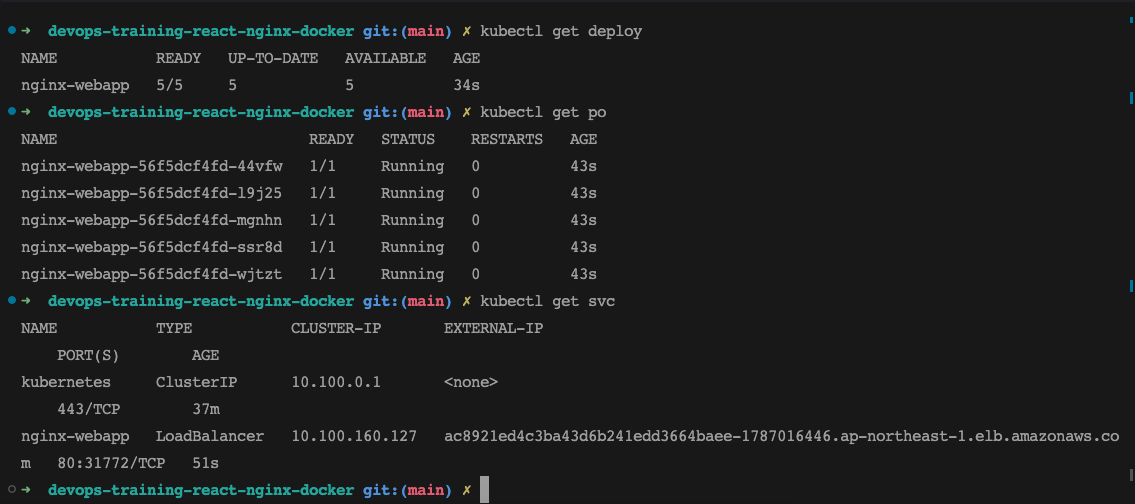 ➜ devops-training-react-nginx-docker git:(main) ✗ kubectl get deploy
NAME READY UP-TO-DATE AVAILABLE AGE
nginx-webapp 5/5 5 5 34s
➜ devops-training-react-nginx-docker git:(main) ✗ kubectl get po
NAME READY STATUS RESTARTS AGE
nginx-webapp-56f5dcf4fd-44vfw 1/1 Running 0 43s
nginx-webapp-56f5dcf4fd-l9j25 1/1 Running 0 43s
nginx-webapp-56f5dcf4fd-mgnhn 1/1 Running 0 43s
nginx-webapp-56f5dcf4fd-ssr8d 1/1 Running 0 43s
nginx-webapp-56f5dcf4fd-wjtzt 1/1 Running 0 43s
➜ devops-training-react-nginx-docker git:(main) ✗ kubectl get svc
NAME TYPE CLUSTER-IP EXTERNAL-IP
PORT(S) AGE
kubernetes ClusterIP 10.100.0.1 <none>
443/TCP 37m
nginx-webapp LoadBalancer 10.100.160.127 ac8921ed4c3ba43d6b241edd3664baee-1787016446.ap-northeast-1.elb.amazonaws.co
m 80:31772/TCP 51s
➜ devops-training-react-nginx-docker git:(main) ✗